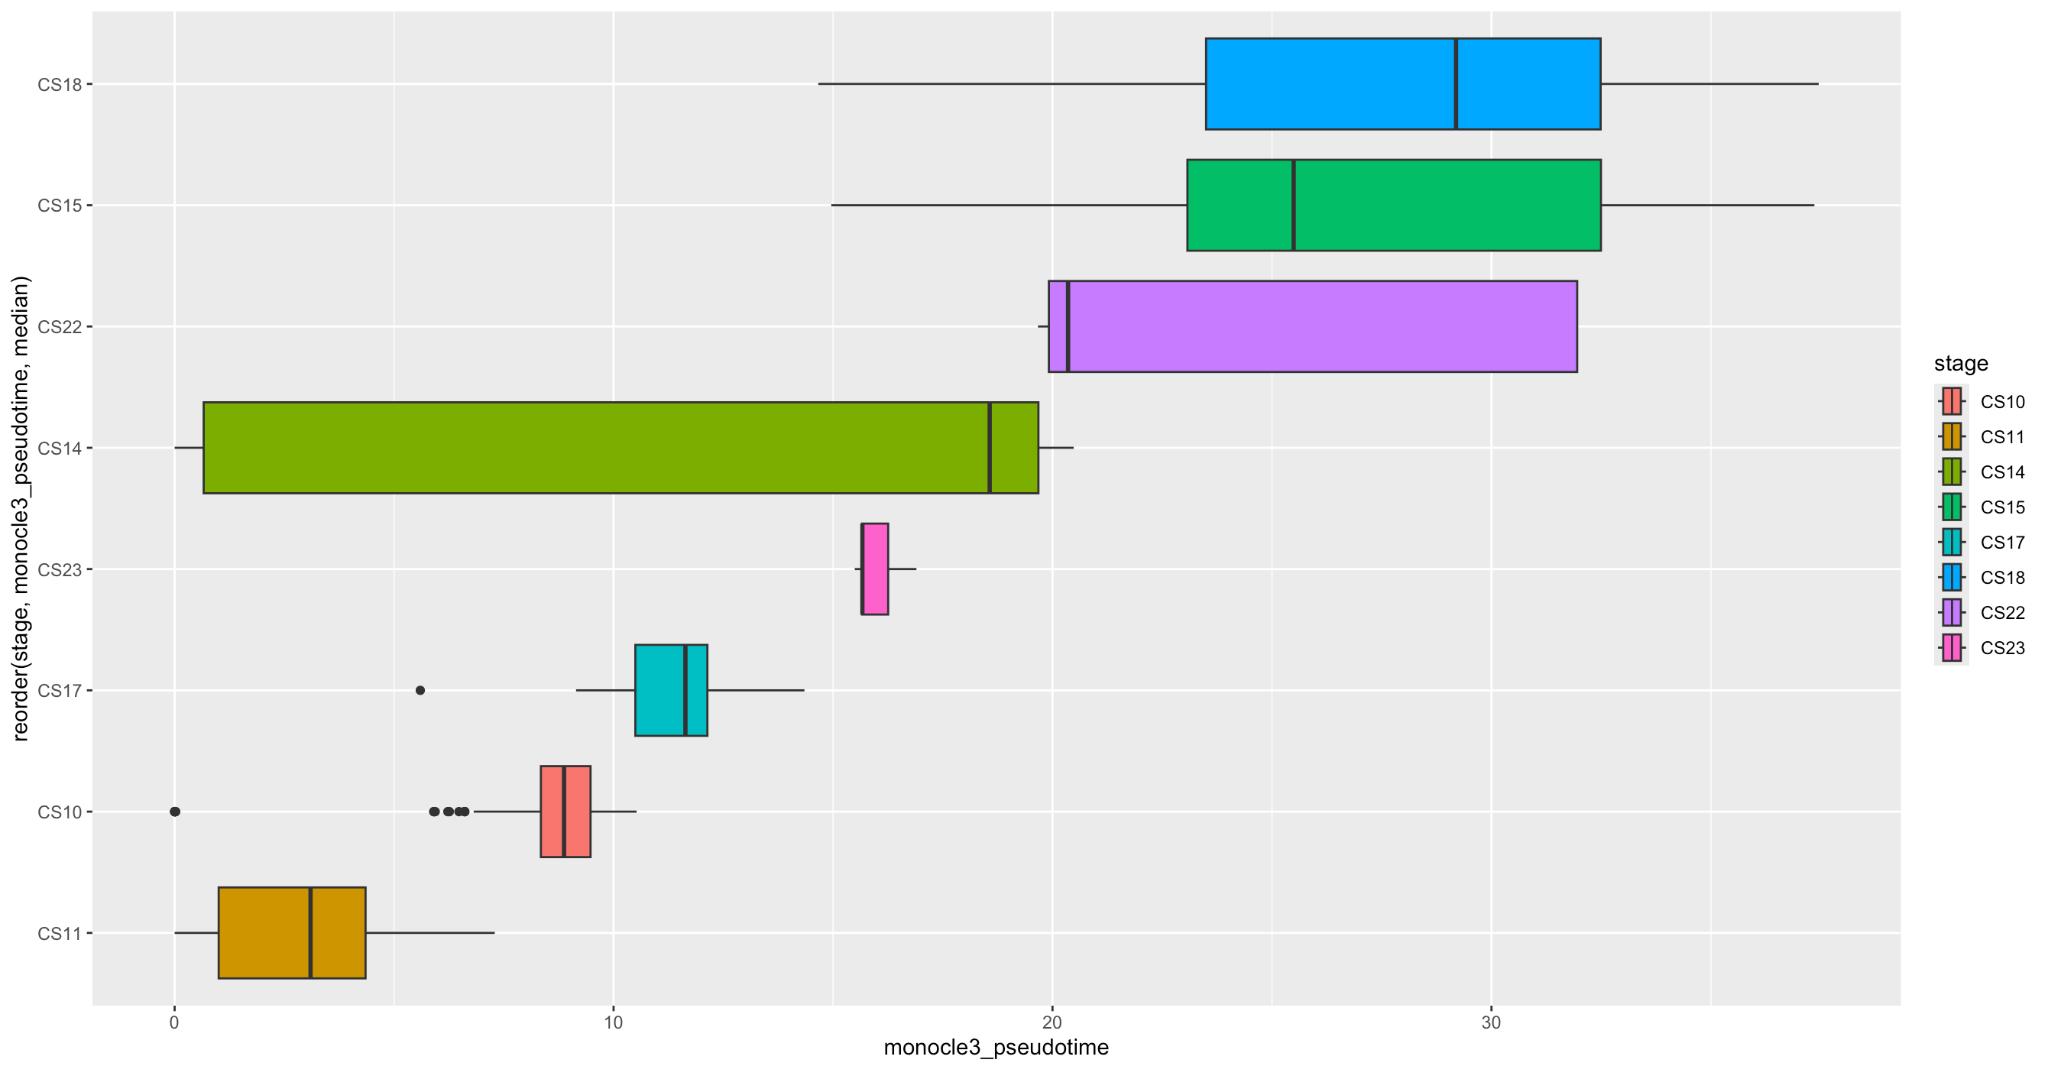 reorder(stage, monocle3_pseudotime, median)
CS18
CS15
CS22
CS14
CS23
CS17
CS10
CS11
0 10 20 30
monocle3_pseudotime
stage
CS10
CS11
CS14
CS15
CS17
CS18
CS22
CS23